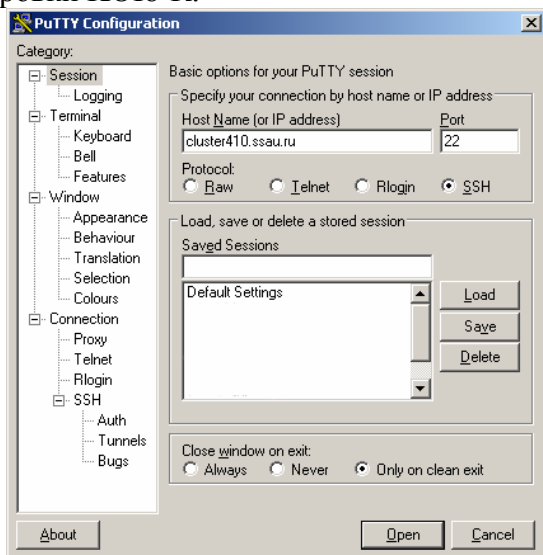 PuTTY Configuration
Category:
Session
Logging
Terminal
Keyboard
Bell
Features
Window
Appearance
Behaviour
Translation
Selection
Colours
Connection
Proxy
Telnet
Rlogin
SSH
Auth
Tunnels
Bugs
Basic options for your PuTTY session
Specify your connection by host name or IP address
Host Name (or IP address) Port
cluster410.ssau.ru 22
Protocol:
Raw Telnet Rlogin SSH
Load, save or delete a stored session
Saved Sessions
Default Settings
Load
Save
Delete
Close window on exit:
Always Never Only on clean exit
About Open Cancel